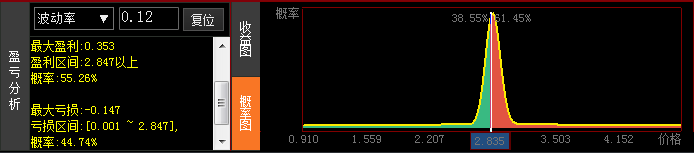 波动率 ▼ 0.12 复位
盈亏分析
最大盈利:0.353
盈利区间:2.847以上
概率:55.26%
最大亏损:-0.147
亏损区间:[0.001 ~ 2.847],
概率:44.74%
收益图
概率图
概率
38.55% 61.45%
0.910 1.559 2.207 2.835 3.503 4.152 价格